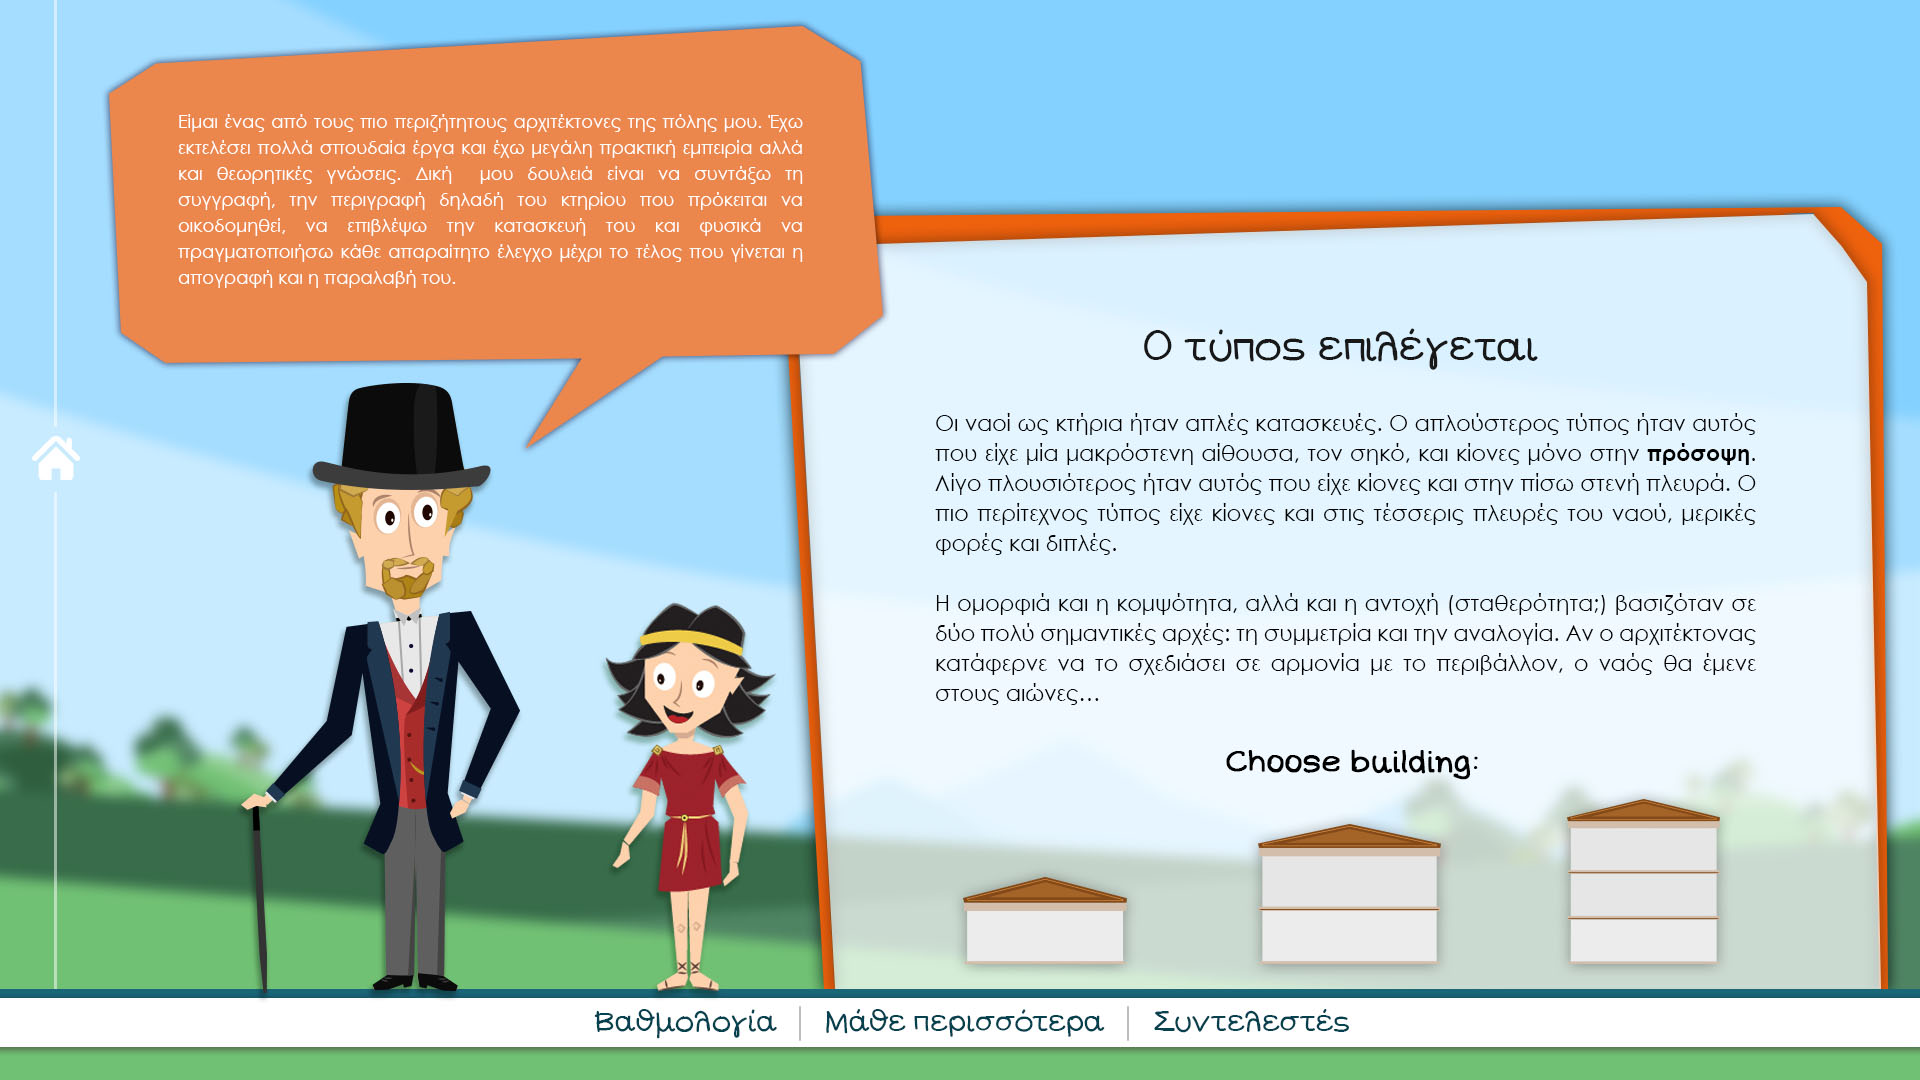 Είμαι ένας από τους πιο περιζήτητους αρχιτέκτονες της πόλης μου. Έχω
εκτελέσει πολλά σπουδαία έργα και έχω μεγάλη πρακτική εμπειρία αλλά
και θεωρητικές γνώσεις. Δική μου δουλειά είναι να συντάξω τη
συγγραφή, την περιγραφή δηλαδή του κτηρίου που πρόκειται να
οικοδομηθεί, να επιβλέψω την κατασκευή του και φυσικά να
πραγματοποιήσω κάθε απαραίτητο έλεγχο μέχρι το τέλος που γίνεται η
απογραφή και η παραλαβή του.
Ο τύπος επιλέγεται
Οι ναοί ως κτήρια ήταν απλές κατασκευές. Ο απλούστερος τύπος ήταν αυτός
που είχε μία μακρόστενη αίθουσα, τον σηκό, και κίονες μόνο στην πρόσοψη.
Λίγο πλουσιότερος ήταν αυτός που είχε κίονες και στην πίσω στενή πλευρά. Ο
πιο περίτεχνος τύπος είχε κίονες και στις τέσσερις πλευρές του ναού, μερικές
φορές και διπλές.
Η ομορφιά και η κομψότητα, αλλά και η αντοχή (σταθερότητα;) βασιζόταν σε
δύο πολύ σημαντικές αρχές: τη συμμετρία και την αναλογία. Αν ο αρχιτέκτονας
κατάφερνε να το σχεδιάσει σε αρμονία με το περιβάλλον, ο ναός θα έμενε
στους αιώνες...
Choose building:
Βαθμολογία
Μάθε περισσότερα
Συντελεστές